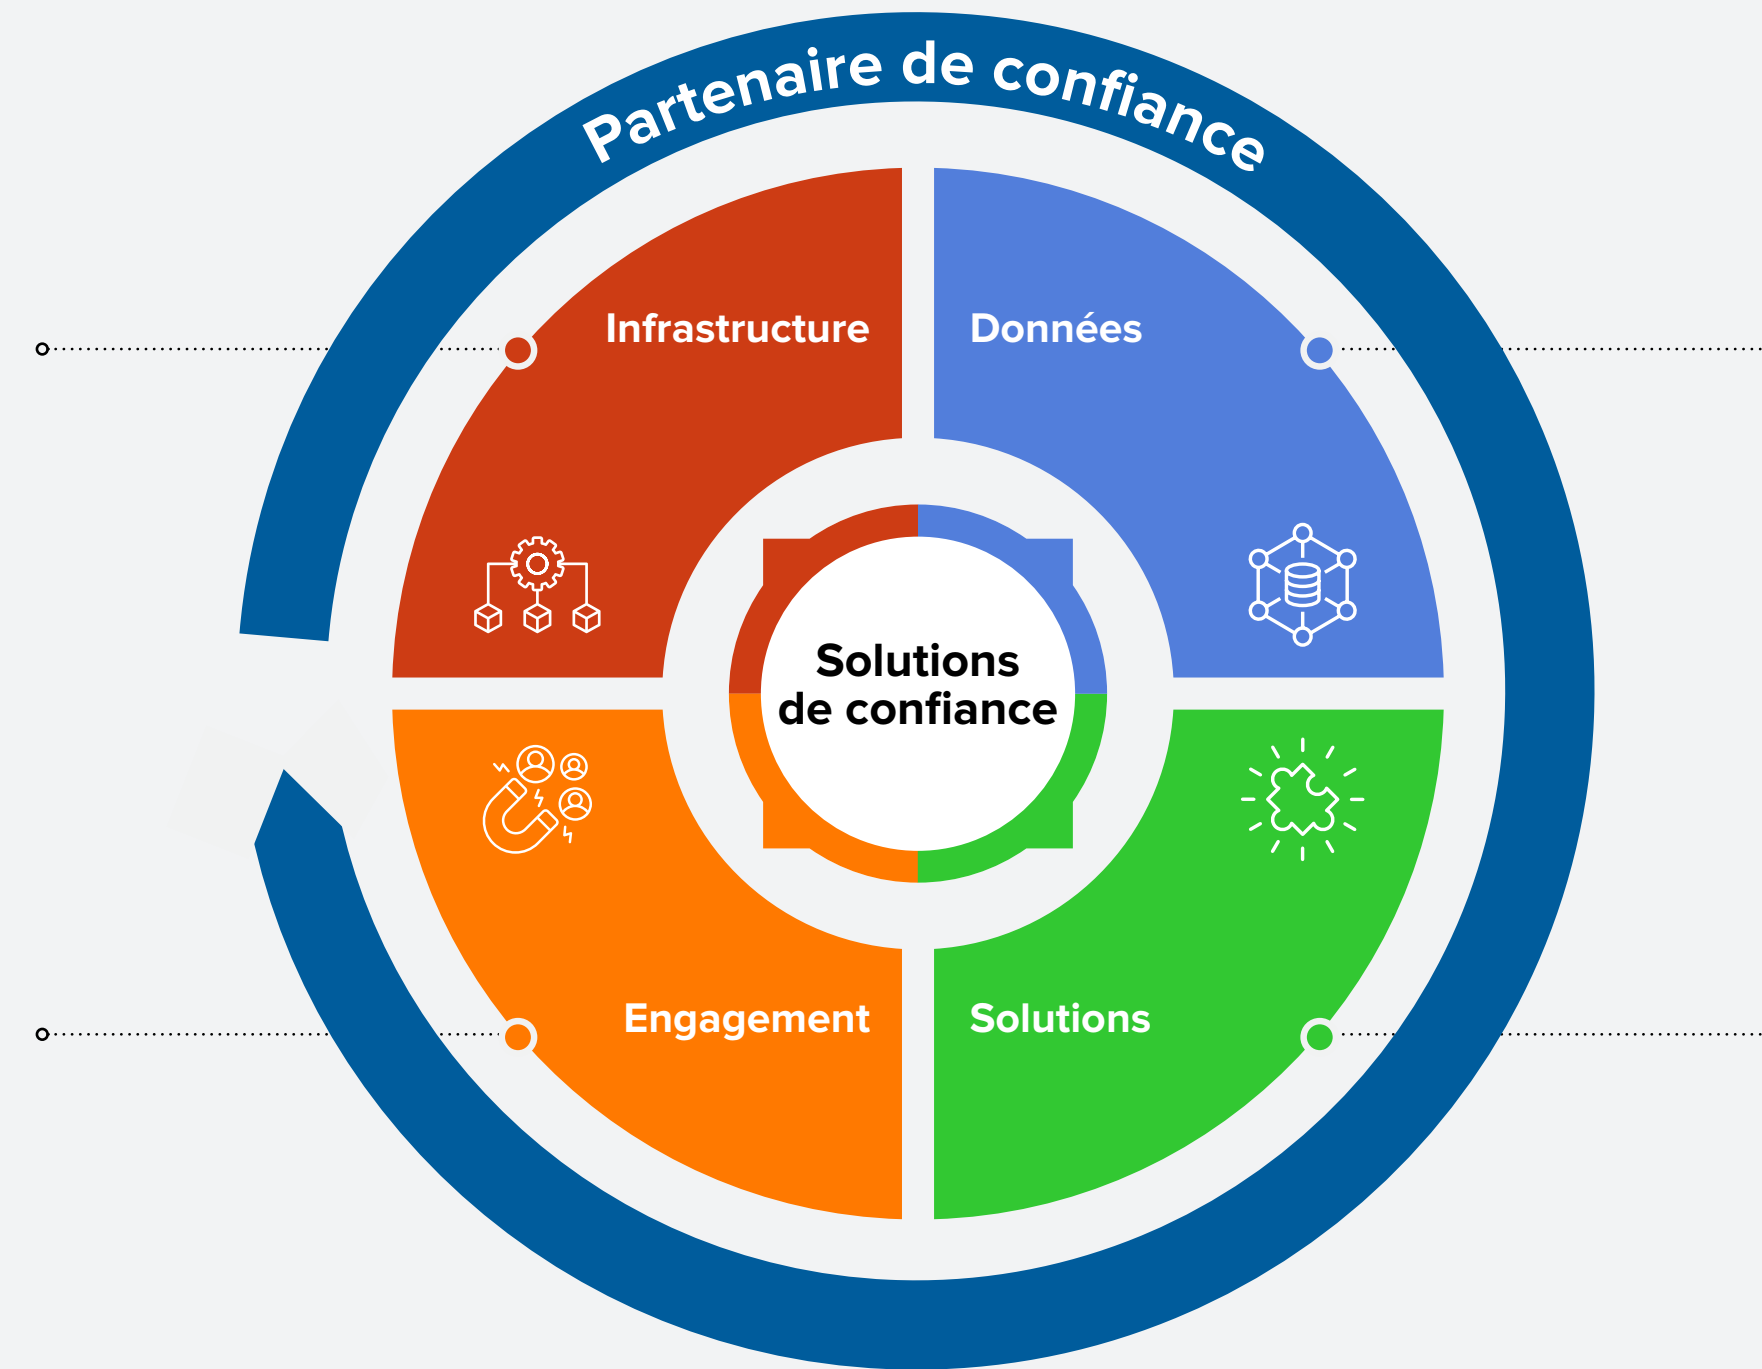 Partenaire de confiance
Infrastructure
Données
Solutions
de confiance
Engagement
Solutions